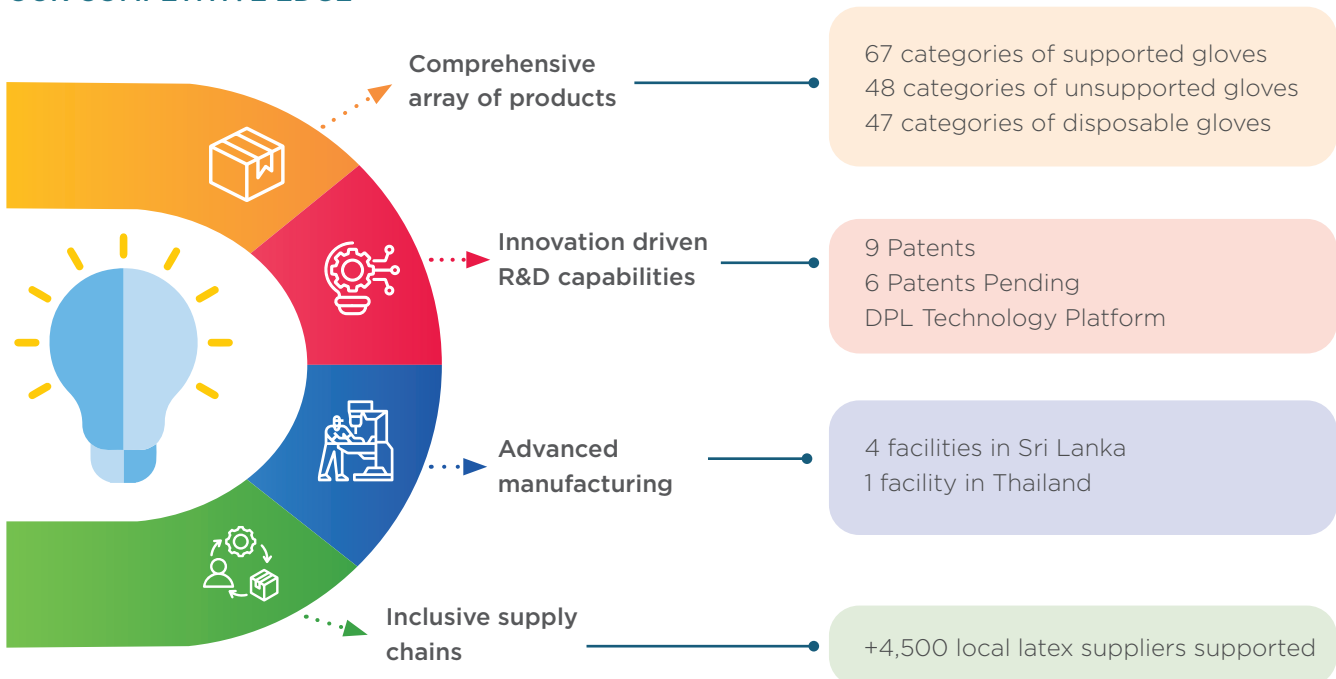 Comprehensive
array of products
67 categories of supported gloves
48 categories of unsupported gloves
47 categories of disposable gloves
Innovation driven
R&D capabilities
9 Patents
6 Patents Pending
DPL Technology Platform
Advanced
manufacturing
4 facilities in Sri Lanka
1 facility in Thailand
Inclusive supply
chains
+4,500 local latex suppliers supported